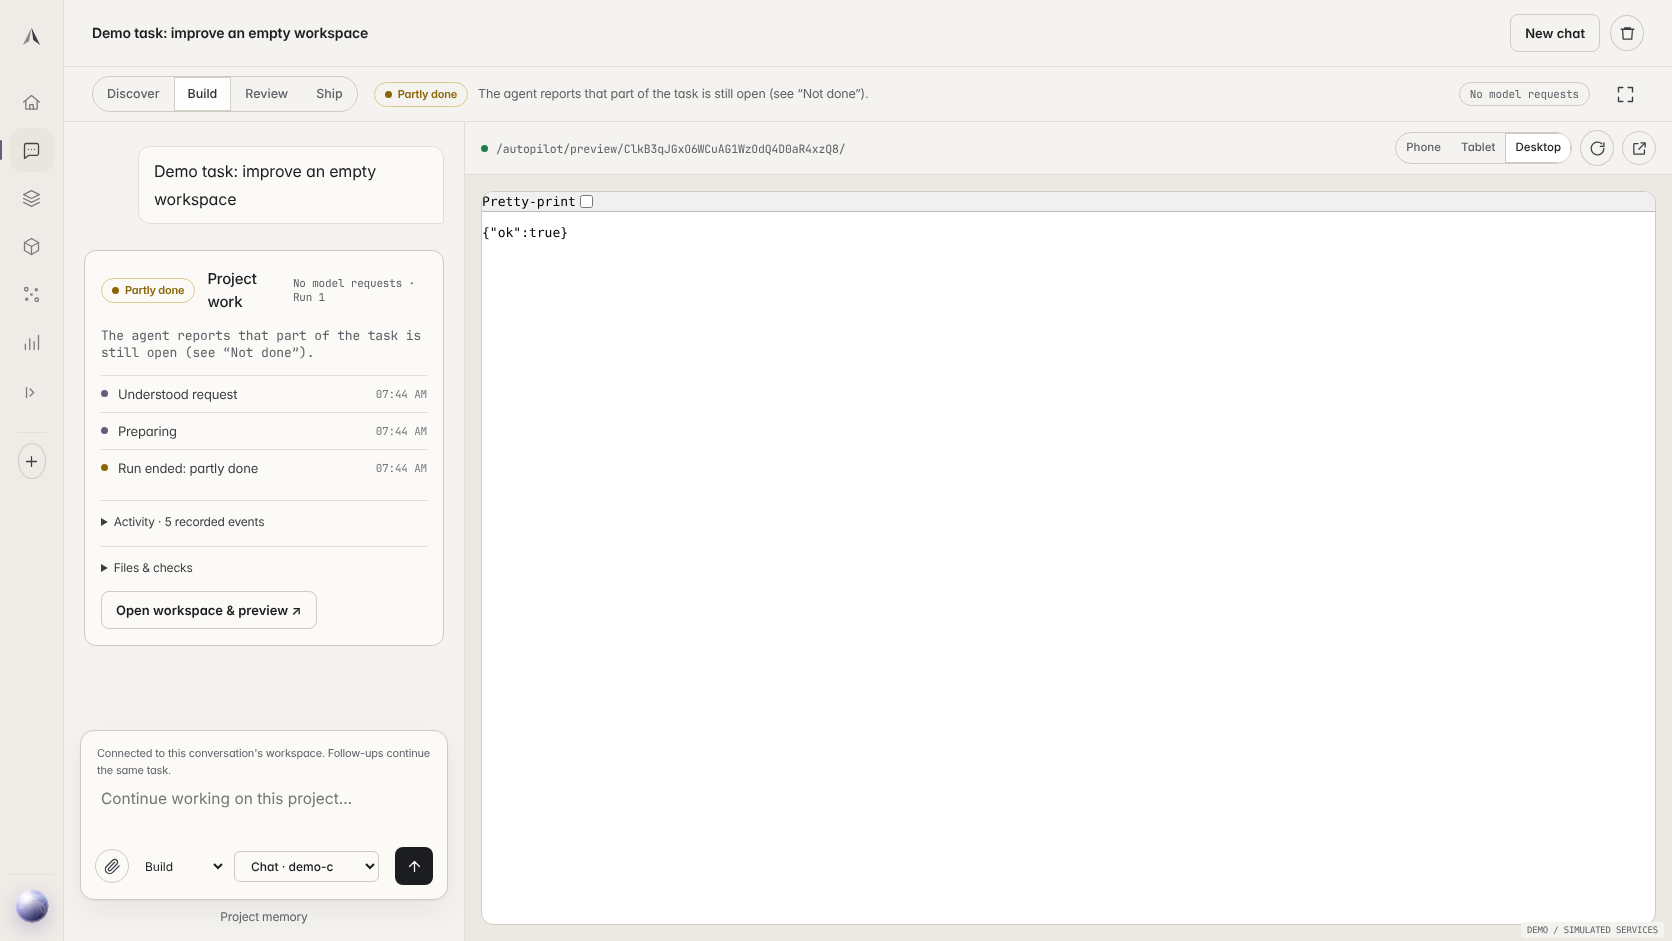 Demo task: improve an empty workspace
New chat
Discover
Build
Review
Ship
Partly done
The agent reports that part of the task is still open (see “Not done”).
No model requests
Demo task: improve an empty
workspace
Partly done
Project
work
No model requests ·
Run 1
The agent reports that part of the task is
still open (see “Not done”).
Understood request
07:44 AM
Preparing
07:44 AM
Run ended: partly done
07:44 AM
Activity · 5 recorded events
Files & checks
Open workspace & preview ↗
Connected to this conversation's workspace. Follow-ups continue
the same task.
Continue working on this project...
Build
Chat · demo-c
Project memory
/autopilot/preview/ClkB3qJGxO6WCuAG1WzOdQ4D0aR4xzQ8/
Phone
Tablet
Desktop
Pretty-print
{"ok":true}
DEMO / SIMULATED SERVICES